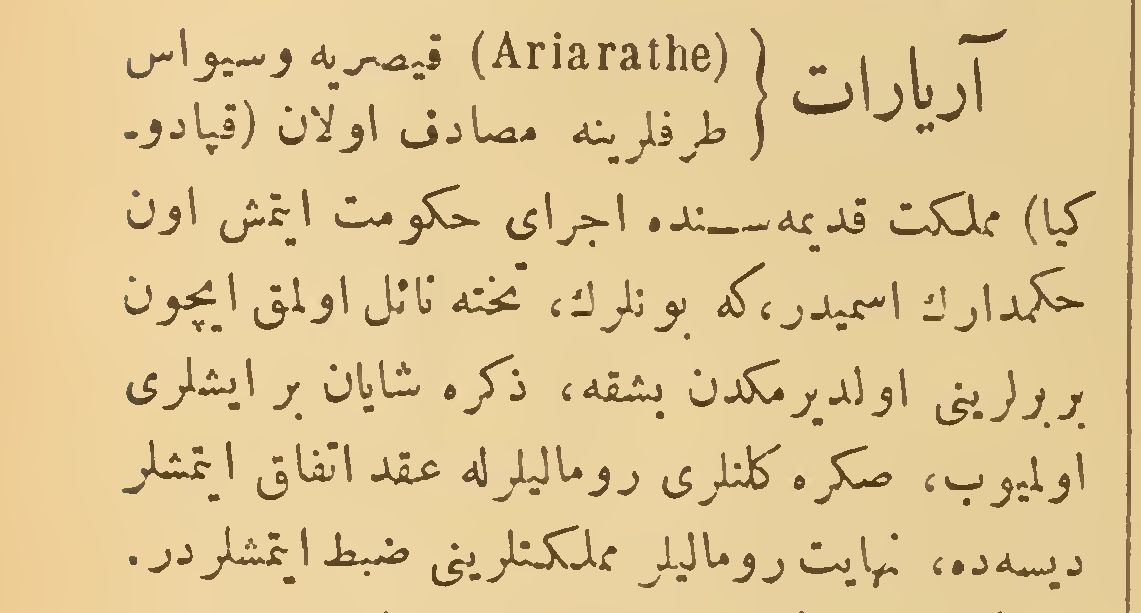 آریارات { (Ariarathe) قیصریه وسیواس
طرفلرینه مصادف اولان (قپادو-
کیا) مملکت قدیمه‌سنده اجرای حکومت ایتمش اون
حکمدارك اسمیدر، که بونلرك، تخته نائل اولمق ایچون
بربرلرینی اولدیرمکدن بشقه، ذکره شایان بر ایشلری
اولمیوب، صکره کلنلری رومالیلرله عقد اتفاق ایتمشلر
دیسه‌ده، نهایت رومالیلر مملکتلرینی ضبط ایتمشلردر.